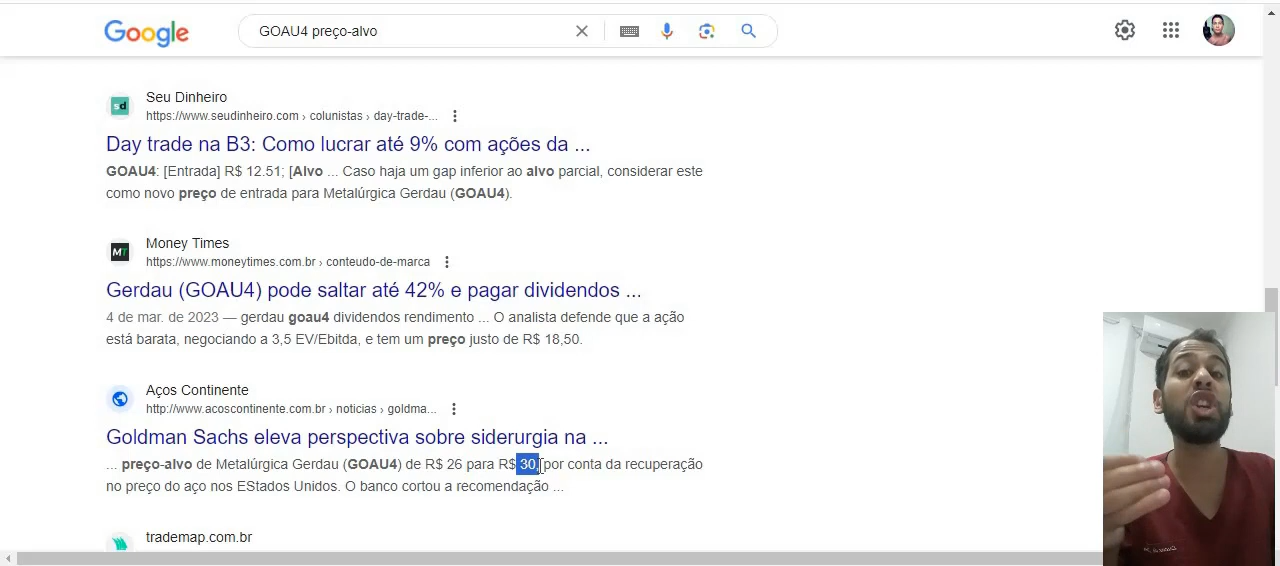 Google
GOAU4 preço-alvo
sd
Seu Dinheiro
https://www.seudinheiro.com › colunistas › day-trade-...
Day trade na B3: Como lucrar até 9% com ações da ...
GOAU4: [Entrada] R$ 12.51; [Alvo ... Caso haja um gap inferior ao alvo parcial, considerar este
como novo preço de entrada para Metalúrgica Gerdau (GOAU4).
MT
Money Times
https://www.moneytimes.com.br › conteudo-de-marca
Gerdau (GOAU4) pode saltar até 42% e pagar dividendos ...
4 de mar. de 2023 — gerdau goau4 dividendos rendimento ... O analista defende que a ação
está barata, negociando a 3,5 EV/Ebitda, e tem um preço justo de R$ 18,50.
Aços Continente
http://www.acoscontinente.com.br › noticias › goldma...
Goldman Sachs eleva perspectiva sobre siderurgia na ...
... preço-alvo de Metalúrgica Gerdau (GOAU4) de R$ 26 para R$ 30, por conta da recuperação
no preço do aço nos EStados Unidos. O banco cortou a recomendação ...
trademap.com.br